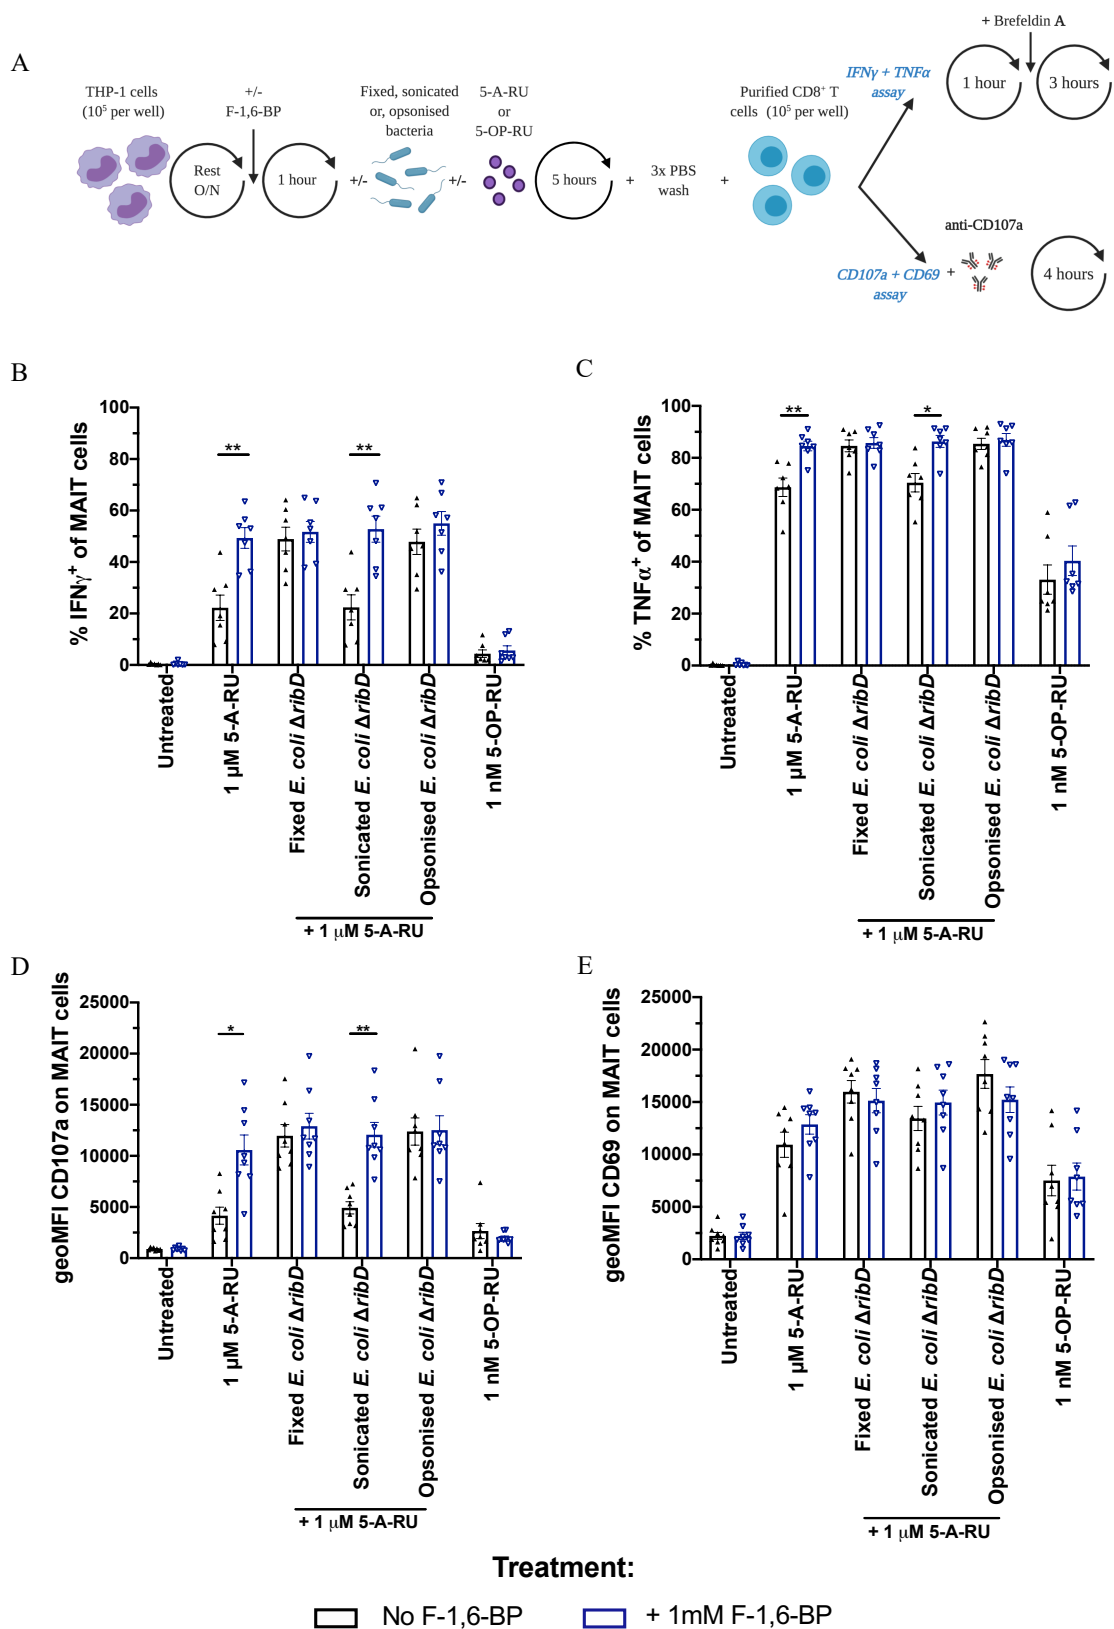 A
THP-1 cells
(10⁵ per well)
+/-
F-1,6-BP
Rest
O/N
1 hour
+/-
Fixed, sonicated
or, opsonised
bacteria
+/-
5-A-RU
or
5-OP-RU
5 hours
+
3x PBS
wash
+
Purified CD8⁺ T
cells (10⁵ per well)
IFNγ + TNFα
assay
1 hour
+ Brefeldin A
3 hours
CD107a + CD69
assay
+
anti-CD107a
4 hours
B
% IFNγ⁺ of MAIT cells
100
80
60
40
20
0
**
**
Untreated
1 µM 5-A-RU
Fixed E. coli ΔribD
Sonicated E. coli ΔribD
Opsonised E. coli ΔribD
1 nM 5-OP-RU
+ 1 µM 5-A-RU
C
% TNFα⁺ of MAIT cells
100
80
60
40
20
0
**
*
Untreated
1 µM 5-A-RU
Fixed E. coli ΔribD
Sonicated E. coli ΔribD
Opsonised E. coli ΔribD
1 nM 5-OP-RU
+ 1 µM 5-A-RU
D
geoMFI CD107a on MAIT cells
25000
20000
15000
10000
5000
0
*
**
Untreated
1 µM 5-A-RU
Fixed E. coli ΔribD
Sonicated E. coli ΔribD
Opsonised E. coli ΔribD
1 nM 5-OP-RU
+ 1 µM 5-A-RU
E
geoMFI CD69 on MAIT cells
25000
20000
15000
10000
5000
0
Untreated
1 µM 5-A-RU
Fixed E. coli ΔribD
Sonicated E. coli ΔribD
Opsonised E. coli ΔribD
1 nM 5-OP-RU
+ 1 µM 5-A-RU
Treatment:
No F-1,6-BP
+ 1mM F-1,6-BP